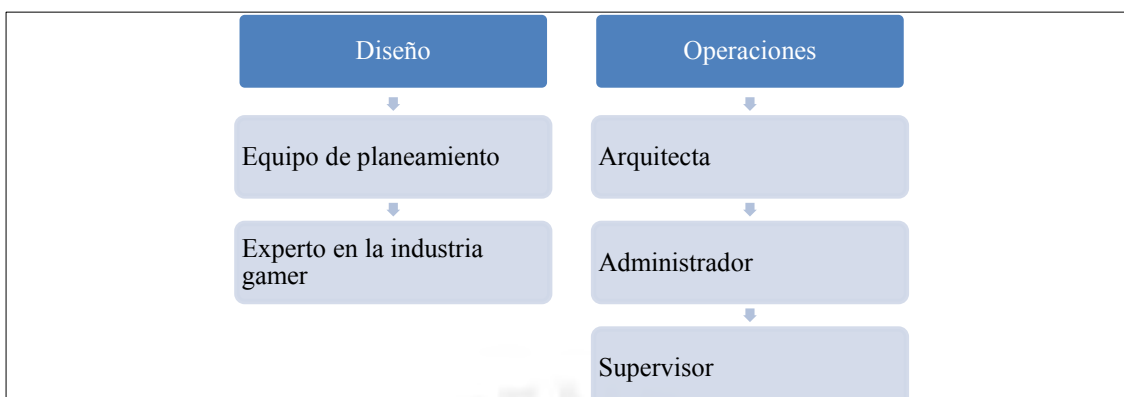 Diseño
Equipo de planeamiento
Experto en la industria
gamer
Operaciones
Arquitecta
Administrador
Supervisor